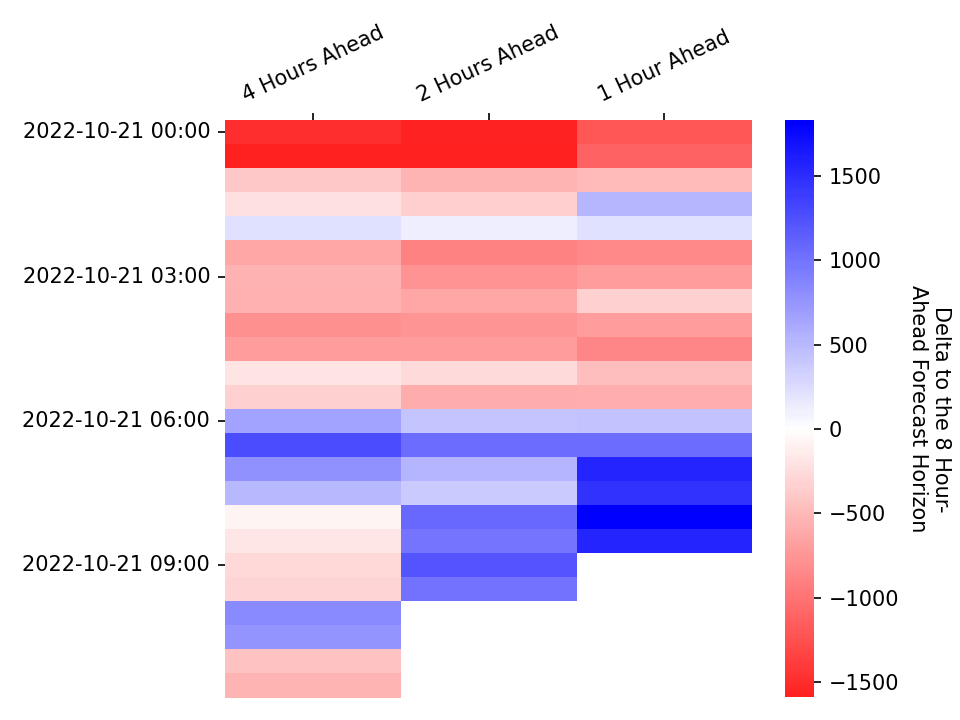 4 Hours Ahead
2 Hours Ahead
1 Hour Ahead
2022-10-21 00:00
2022-10-21 03:00
2022-10-21 06:00
2022-10-21 09:00
1500
1000
500
0
−500
−1000
−1500
Delta to the 8 Hour-
Ahead Forecast Horizon